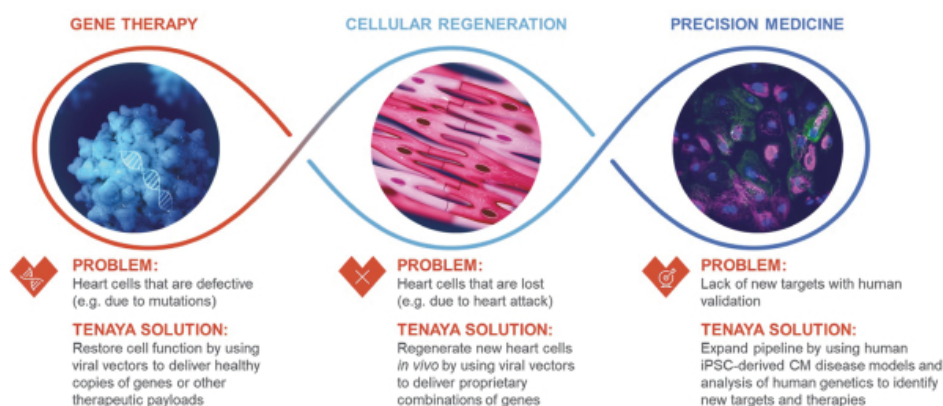 GENE THERAPY
CELLULAR REGENERATION
PRECISION MEDICINE
PROBLEM:
Heart cells that are defective
(e.g. due to mutations)
TENAYA SOLUTION:
Restore cell function by using
viral vectors to deliver healthy
copies of genes or other
therapeutic payloads
PROBLEM:
Heart cells that are lost
(e.g. due to heart attack)
TENAYA SOLUTION:
Regenerate new heart cells
in vivo by using viral vectors
to deliver proprietary
combinations of genes
PROBLEM:
Lack of new targets with human
validation
TENAYA SOLUTION:
Expand pipeline by using human
iPSC-derived CM disease models and
analysis of human genetics to identify
new targets and therapies